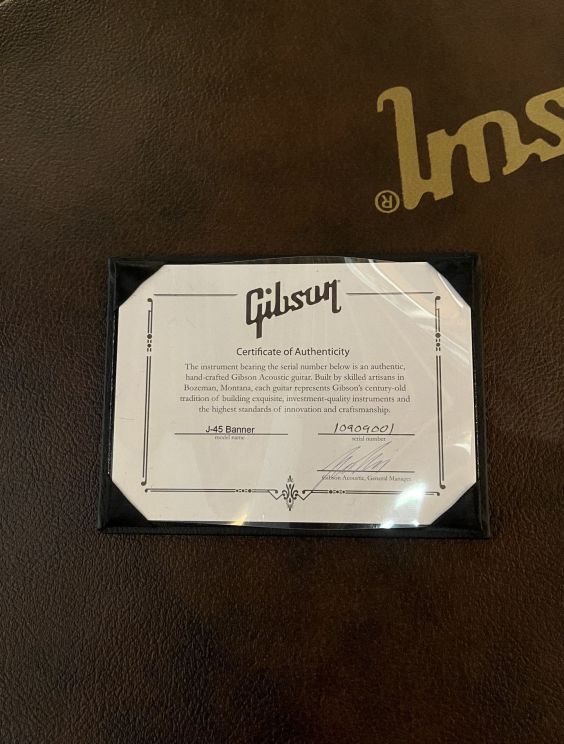 Gibson
Certificate of Authenticity
The instrument bearing the serial number below is an authentic,
hand-crafted Gibson Acoustic guitar. Built by skilled artisans in
Bozeman, Montana, each guitar represents Gibson's century-old
tradition of building exquisite, investment-quality instruments and
the highest standards of innovation and craftsmanship.
J-45 Banner 10909001
model name serial number
Gibson Acoustic, General Manager
®